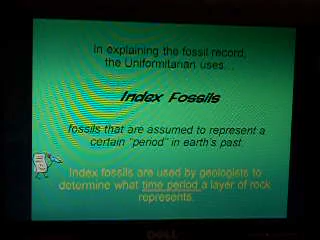 In explaining the fossil record,
the Uniformitarian uses...
Index Fossils
fossils that are assumed to represent a
certain "period" in earth's past.
Index fossils are used by geologists to
determine what time period a layer of rock
represents.
DELL